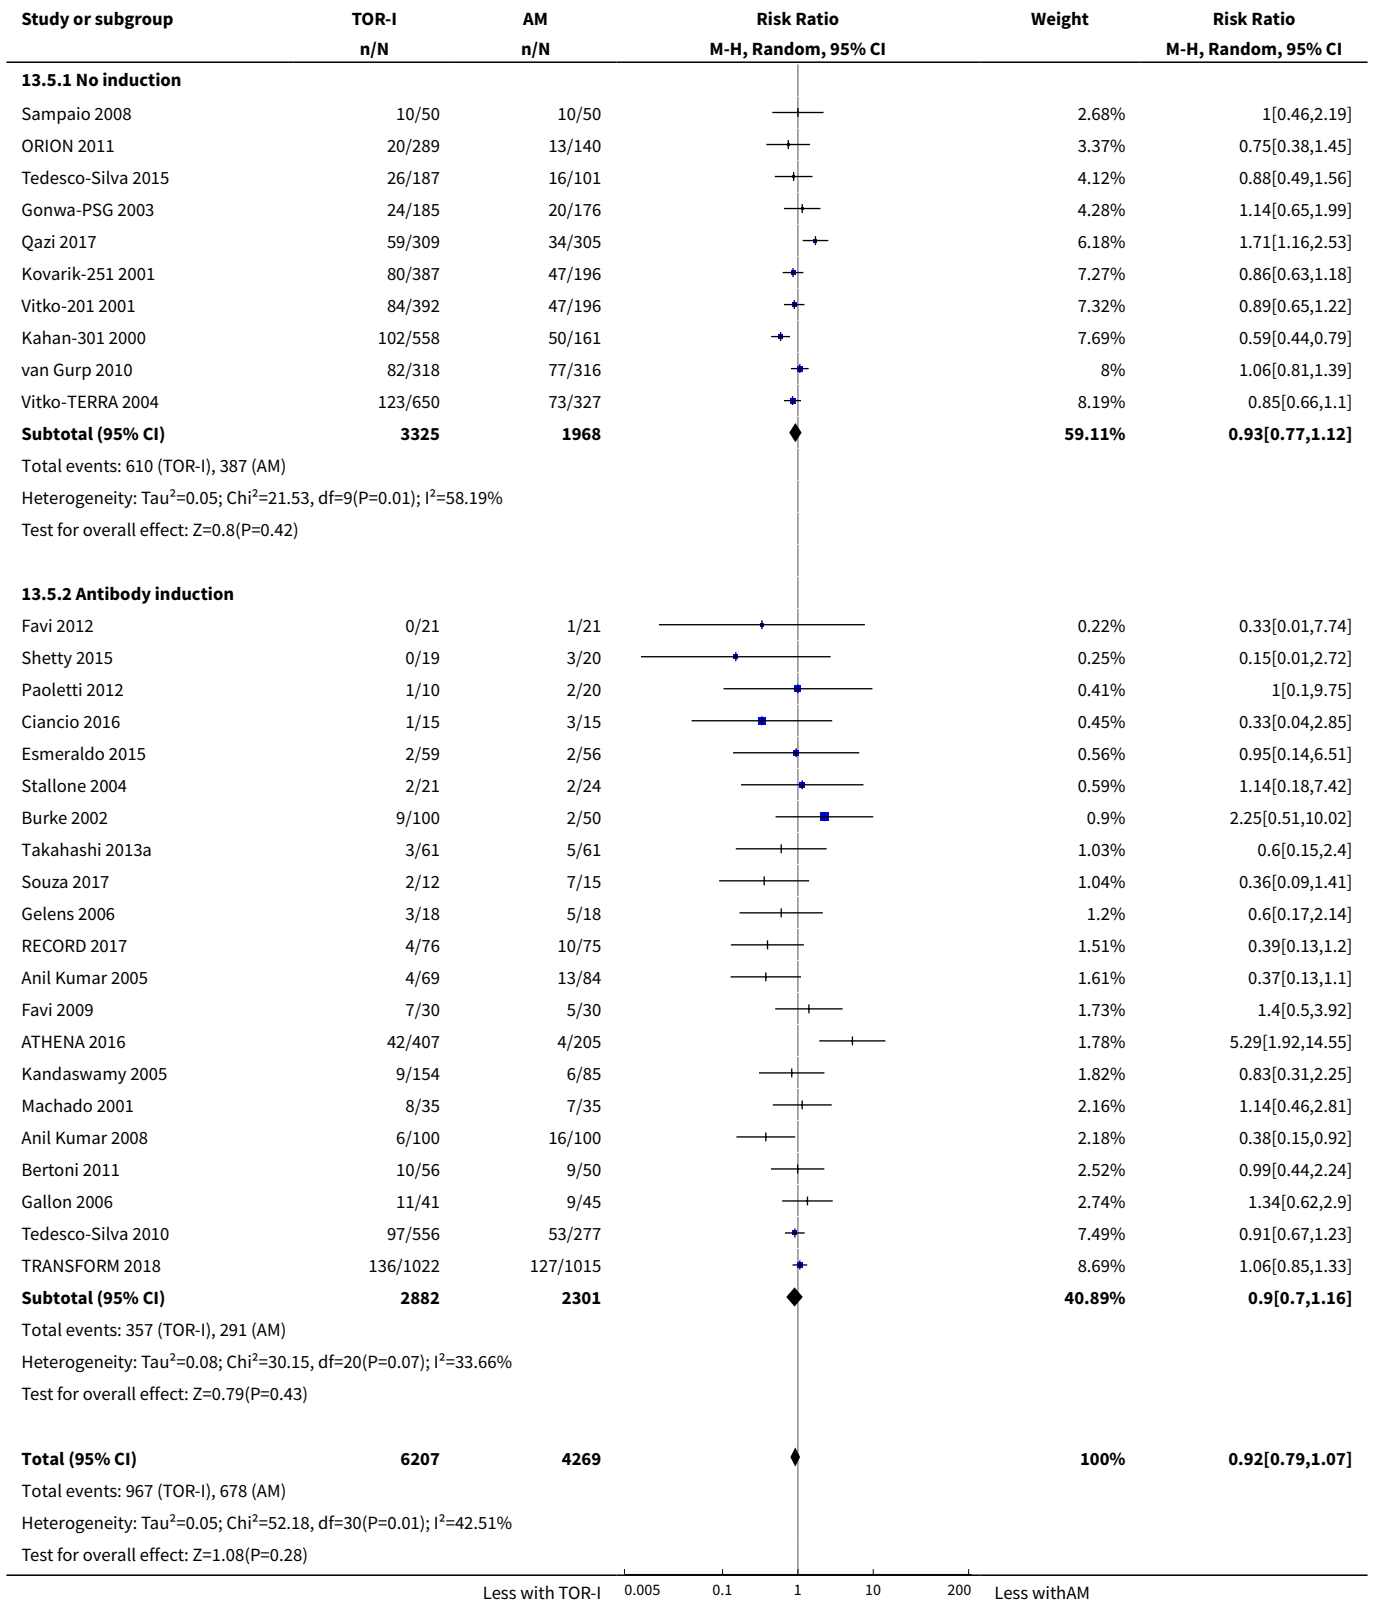 Study or subgroup TOR-I AM Risk Ratio Weight Risk Ratio
n/N n/N M-H, Random, 95% CI M-H, Random, 95% CI
13.5.1 No induction
Sampaio 2008 10/50 10/50 2.68% 1[0.46,2.19]
ORION 2011 20/289 13/140 3.37% 0.75[0.38,1.45]
Tedesco-Silva 2015 26/187 16/101 4.12% 0.88[0.49,1.56]
Gonwa-PSG 2003 24/185 20/176 4.28% 1.14[0.65,1.99]
Qazi 2017 59/309 34/305 6.18% 1.71[1.16,2.53]
Kovarik-251 2001 80/387 47/196 7.27% 0.86[0.63,1.18]
Vitko-201 2001 84/392 47/196 7.32% 0.89[0.65,1.22]
Kahan-301 2000 102/558 50/161 7.69% 0.59[0.44,0.79]
van Gurp 2010 82/318 77/316 8% 1.06[0.81,1.39]
Vitko-TERRA 2004 123/650 73/327 8.19% 0.85[0.66,1.1]
Subtotal (95% CI) 3325 1968 59.11% 0.93[0.77,1.12]
Total events: 610 (TOR-I), 387 (AM)
Heterogeneity: Tau²=0.05; Chi²=21.53, df=9(P=0.01); I²=58.19%
Test for overall effect: Z=0.8(P=0.42)
13.5.2 Antibody induction
Favi 2012 0/21 1/21 0.22% 0.33[0.01,7.74]
Shetty 2015 0/19 3/20 0.25% 0.15[0.01,2.72]
Paoletti 2012 1/10 2/20 0.41% 1[0.1,9.75]
Ciancio 2016 1/15 3/15 0.45% 0.33[0.04,2.85]
Esmeraldo 2015 2/59 2/56 0.56% 0.95[0.14,6.51]
Stallone 2004 2/21 2/24 0.59% 1.14[0.18,7.42]
Burke 2002 9/100 2/50 0.9% 2.25[0.51,10.02]
Takahashi 2013a 3/61 5/61 1.03% 0.6[0.15,2.4]
Souza 2017 2/12 7/15 1.04% 0.36[0.09,1.41]
Gelens 2006 3/18 5/18 1.2% 0.6[0.17,2.14]
RECORD 2017 4/76 10/75 1.51% 0.39[0.13,1.2]
Anil Kumar 2005 4/69 13/84 1.61% 0.37[0.13,1.1]
Favi 2009 7/30 5/30 1.73% 1.4[0.5,3.92]
ATHENA 2016 42/407 4/205 1.78% 5.29[1.92,14.55]
Kandaswamy 2005 9/154 6/85 1.82% 0.83[0.31,2.25]
Machado 2001 8/35 7/35 2.16% 1.14[0.46,2.81]
Anil Kumar 2008 6/100 16/100 2.18% 0.38[0.15,0.92]
Bertoni 2011 10/56 9/50 2.52% 0.99[0.44,2.24]
Gallon 2006 11/41 9/45 2.74% 1.34[0.62,2.9]
Tedesco-Silva 2010 97/556 53/277 7.49% 0.91[0.67,1.23]
TRANSFORM 2018 136/1022 127/1015 8.69% 1.06[0.85,1.33]
Subtotal (95% CI) 2882 2301 40.89% 0.9[0.7,1.16]
Total events: 357 (TOR-I), 291 (AM)
Heterogeneity: Tau²=0.08; Chi²=30.15, df=20(P=0.07); I²=33.66%
Test for overall effect: Z=0.79(P=0.43)
Total (95% CI) 6207 4269 100% 0.92[0.79,1.07]
Total events: 967 (TOR-I), 678 (AM)
Heterogeneity: Tau²=0.05; Chi²=52.18, df=30(P=0.01); I²=42.51%
Test for overall effect: Z=1.08(P=0.28)
Less with TOR-I 0.005 0.1 1 10 200 Less withAM